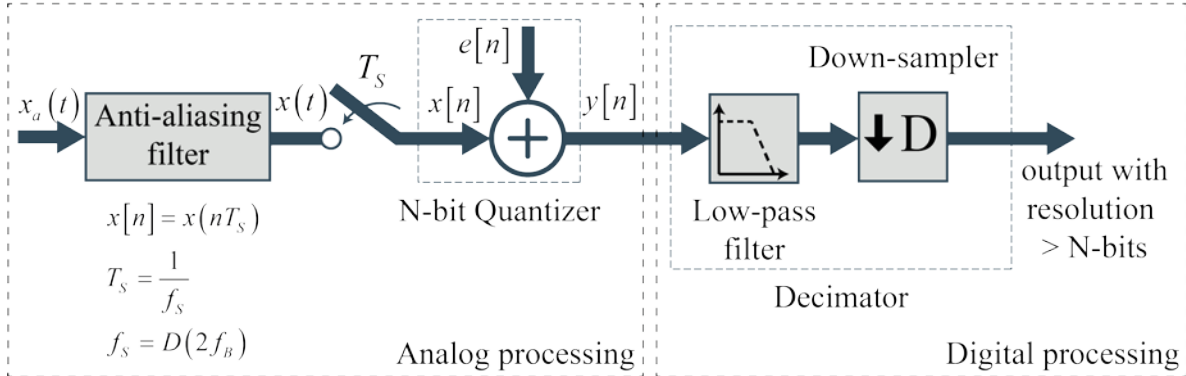 x_a(t)
Anti-aliasing
filter
x(t)
T_S
x[n]
e[n]
+
y[n]
N-bit Quantizer
x[n] = x(nT_S)
T_S = 1/f_S
f_S = D(2f_B)
Analog processing
Down-sampler
↓ D
Low-pass
filter
Decimator
output with
resolution
> N-bits
Digital processing